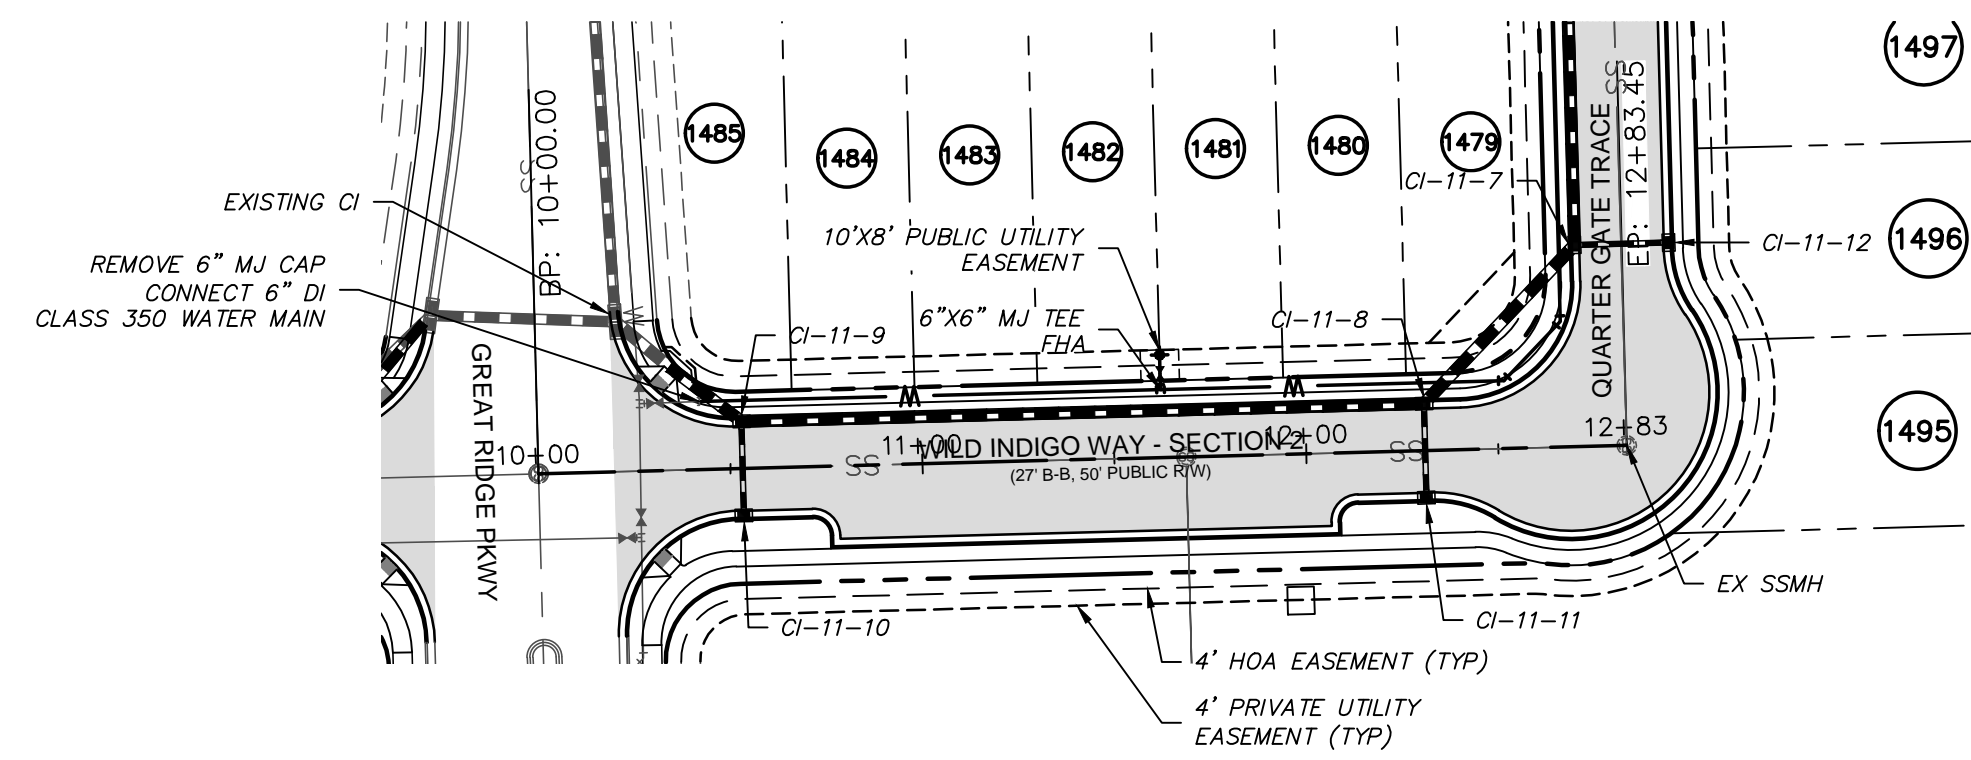 1497
1485
1484
1483
1482
1481
1480
1479
CI-11-7
QUARTER GATE TRACE
EP: 12+83.45
SS
SS
BP: 10+00.00
EXISTING CI
10'X8' PUBLIC UTILITY
EASEMENT
CI-11-12
1496
REMOVE 6" MJ CAP
CONNECT 6" DI
CLASS 350 WATER MAIN
6"X6" MJ TEE
FHA
CI-11-9
CI-11-8
W
W
W
GREAT RIDGE PKWY
10+00
11+00
12+00
12+83
1495
WILD INDIGO WAY - SECTION 2
(27' B-B, 50' PUBLIC R/W)
SS
SS
EX SSMH
CI-11-10
CI-11-11
4' HOA EASEMENT (TYP)
4' PRIVATE UTILITY
EASEMENT (TYP)